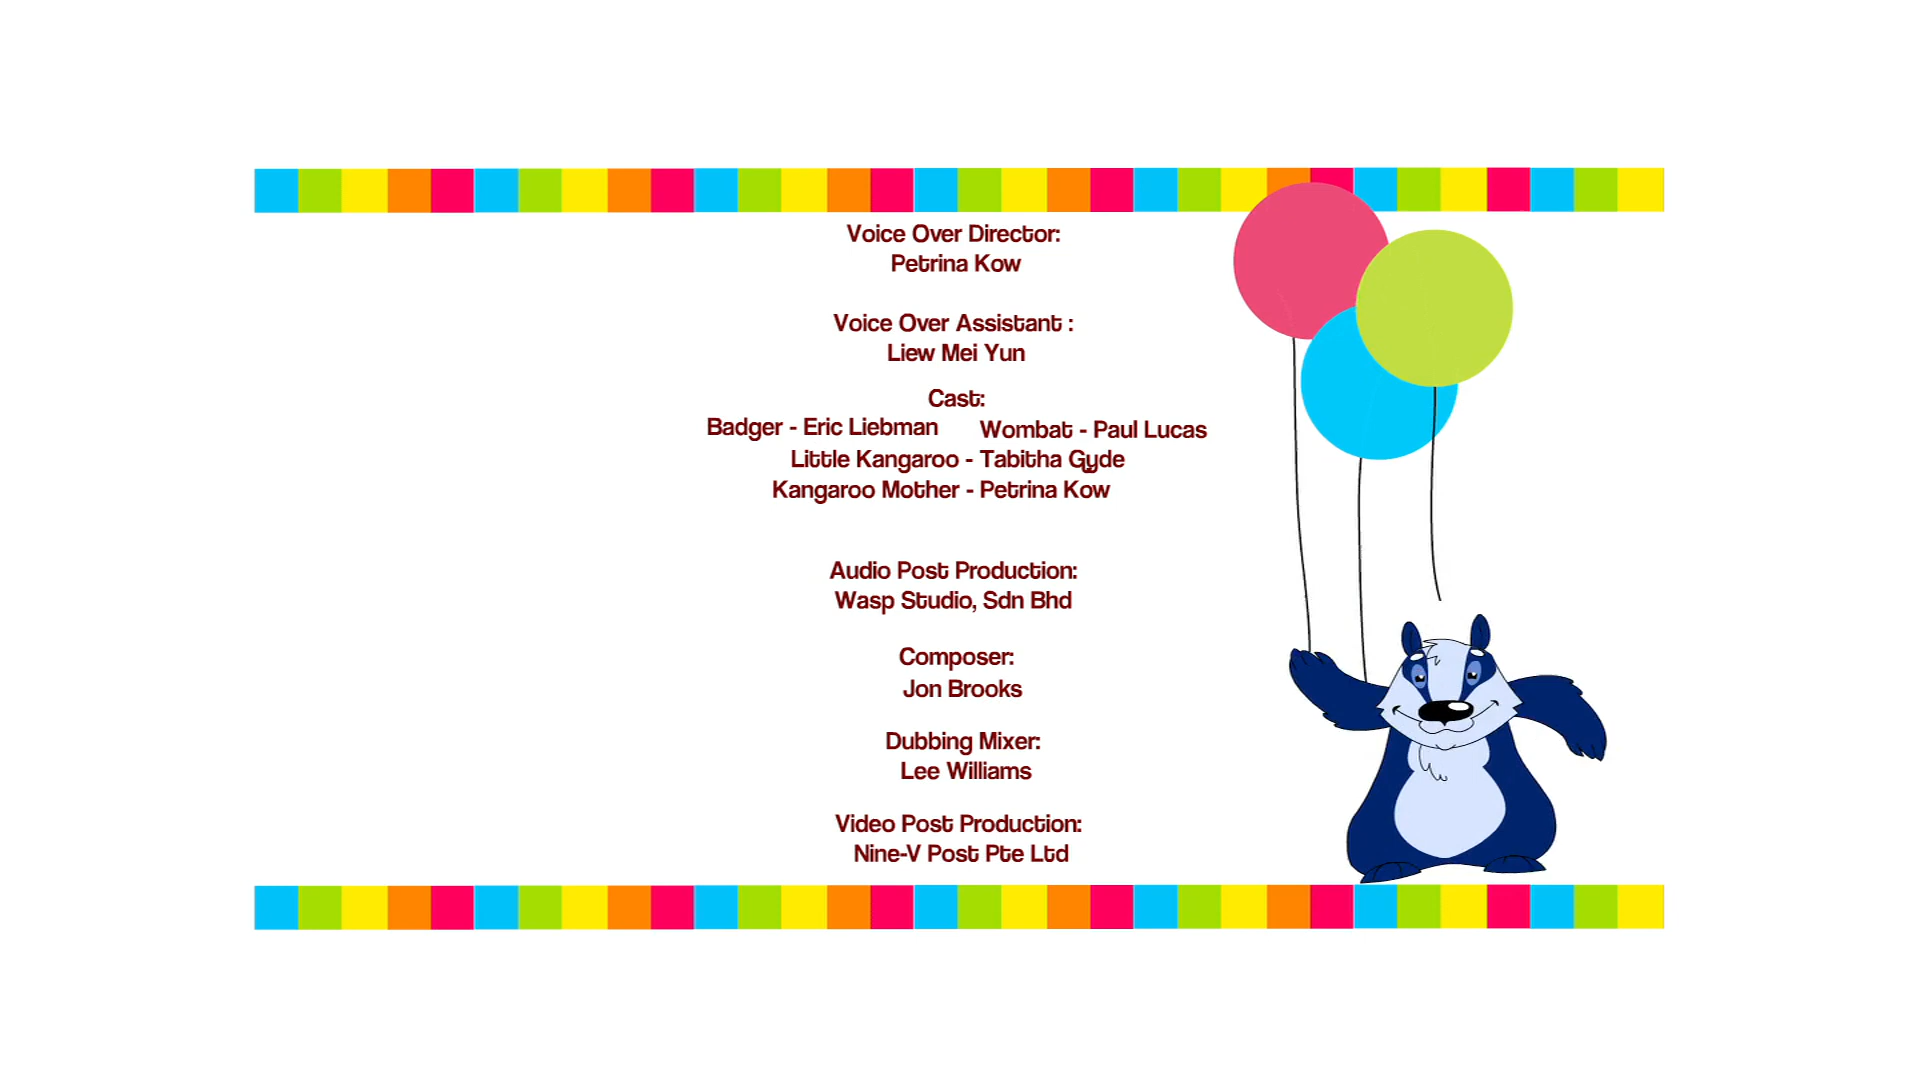 Voice Over Director:
Petrina Kow
Voice Over Assistant :
Liew Mei Yun
Cast:
Badger - Eric Liebman Wombat - Paul Lucas
Little Kangaroo - Tabitha Gyde
Kangaroo Mother - Petrina Kow
Audio Post Production:
Wasp Studio, Sdn Bhd
Composer:
Jon Brooks
Dubbing Mixer:
Lee Williams
Video Post Production:
Nine-V Post Pte Ltd